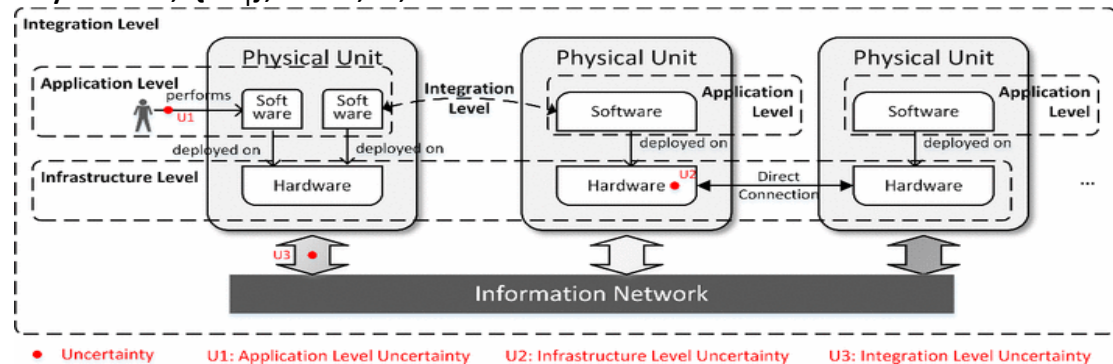 Integration Level
Physical Unit
Physical Unit
Physical Unit
Application Level
performs
U1
Soft
ware
Soft
ware
Integration
Level
Software
Application
Level
Software
Application
Level
deployed on
deployed on
deployed on
deployed on
Infrastructure Level
Hardware
Hardware
U2
Direct
Connection
Hardware
...
U3
Information Network
Uncertainty
U1: Application Level Uncertainty
U2: Infrastructure Level Uncertainty
U3: Integration Level Uncertainty